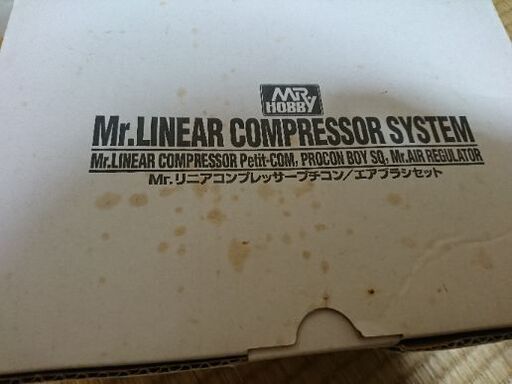 MR
HOBBY
Mr.LINEAR COMPRESSOR SYSTEM
Mr.LINEAR COMPRESSOR Petit-COM, PROCON BOY SQ, Mr.AIR REGULATOR
Mr.リニアコンプレッサープチコン/エアブラシセット